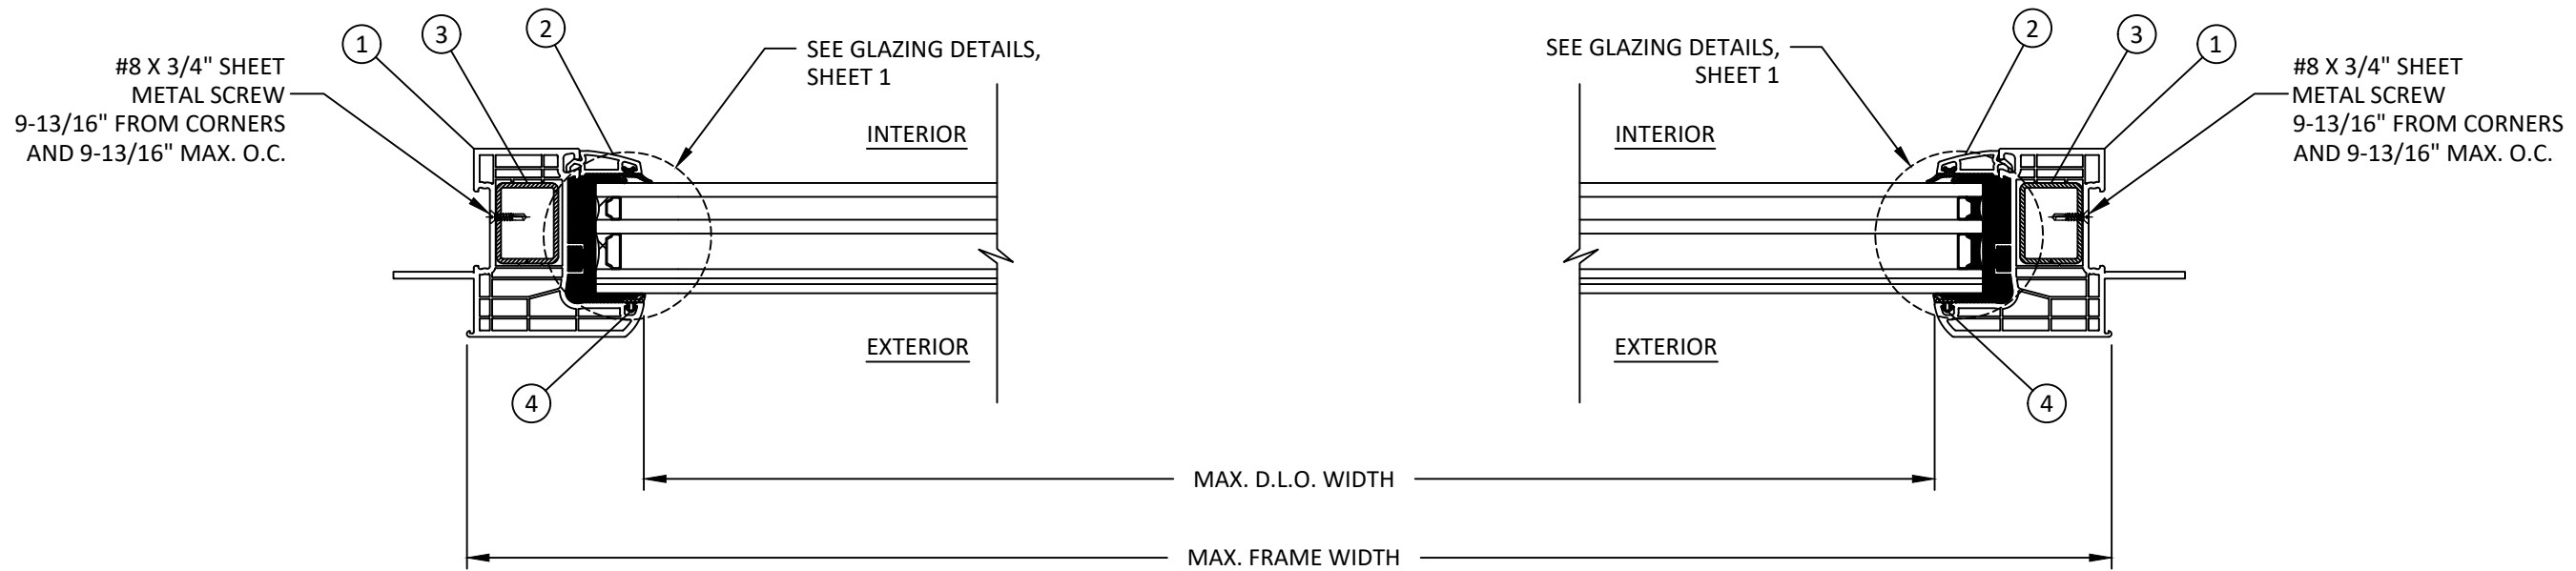 1
3
2
#8 X 3/4" SHEET
METAL SCREW
9-13/16" FROM CORNERS
AND 9-13/16" MAX. O.C.
SEE GLAZING DETAILS,
SHEET 1
INTERIOR
EXTERIOR
4
SEE GLAZING DETAILS,
SHEET 1
2
3
1
#8 X 3/4" SHEET
METAL SCREW
9-13/16" FROM CORNERS
AND 9-13/16" MAX. O.C.
INTERIOR
EXTERIOR
4
MAX. D.L.O. WIDTH
MAX. FRAME WIDTH